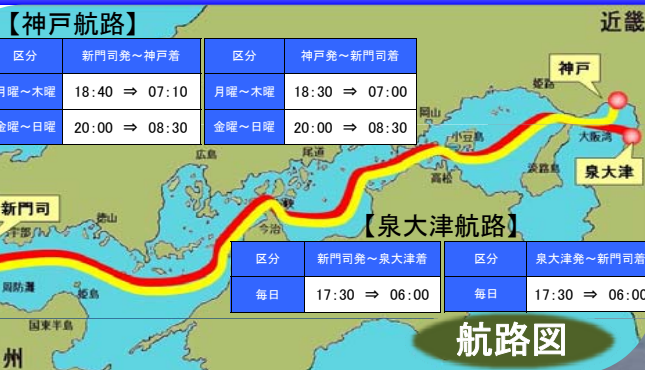 【神戸航路】
近畿
区分 新門司発～神戸着
月曜～木曜 18:40 ⇒ 07:10
金曜～日曜 20:00 ⇒ 08:30
区分 神戸発～新門司着
月曜～木曜 18:30 ⇒ 07:00
金曜～日曜 20:00 ⇒ 08:30
神戸
姫路
岡山
小豆島
大阪湾
淡路島
泉大津
高松
広島
尾道
今治
新門司
宇部
徳山
周防灘
姫島
国東半島
州
【泉大津航路】
区分 新門司発～泉大津着
毎日 17:30 ⇒ 06:00
区分 泉大津発～新門司着
毎日 17:30 ⇒ 06:00
航路図